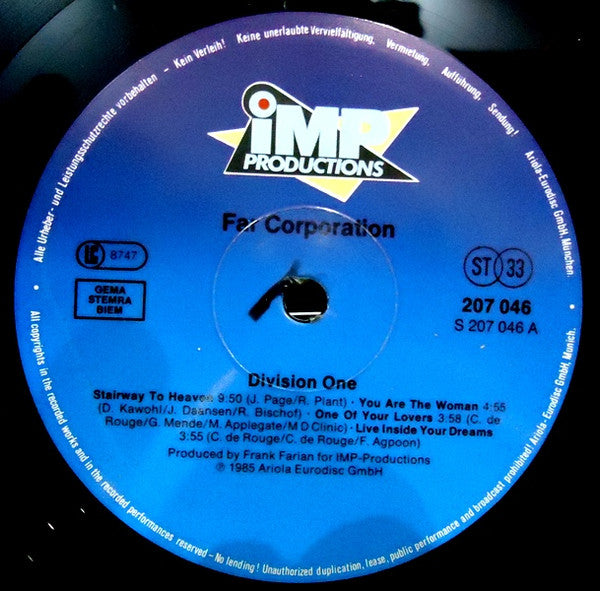 Alle Urheber- und Leistungsschutzrechte vorbehalten – Kein Verleih! Keine unerlaubte Vervielfältigung, Vermietung, Aufführung, Sendung! Ariola-Eurodisc GmbH, München.
iMP
PRODUCTIONS
Far Corporation
LC 8747
ST 33
GEMA
STEMRA
BIEM
207 046
S 207 046 A
Division One
Stairway To Heaven 9:50 (J. Page/R. Plant) · You Are The Woman 4:55
(D. Kawohl/J. Daansen/R. Bischof) · One Of Your Lovers 3:58 (C. de
Rouge/G. Mende/M. Applegate/M D Clinic) · Live Inside Your Dreams
3:55 (C. de Rouge/C. de Rouge/F. Agpoon)
Produced by Frank Farian for IMP-Productions
℗ 1985 Ariola Eurodisc GmbH
All copyrights in the recorded works and in the recorded performances reserved – No lending! Unauthorized duplication, lease, public performance and broadcast prohibited! Ariola-Eurodisc GmbH, Munich.